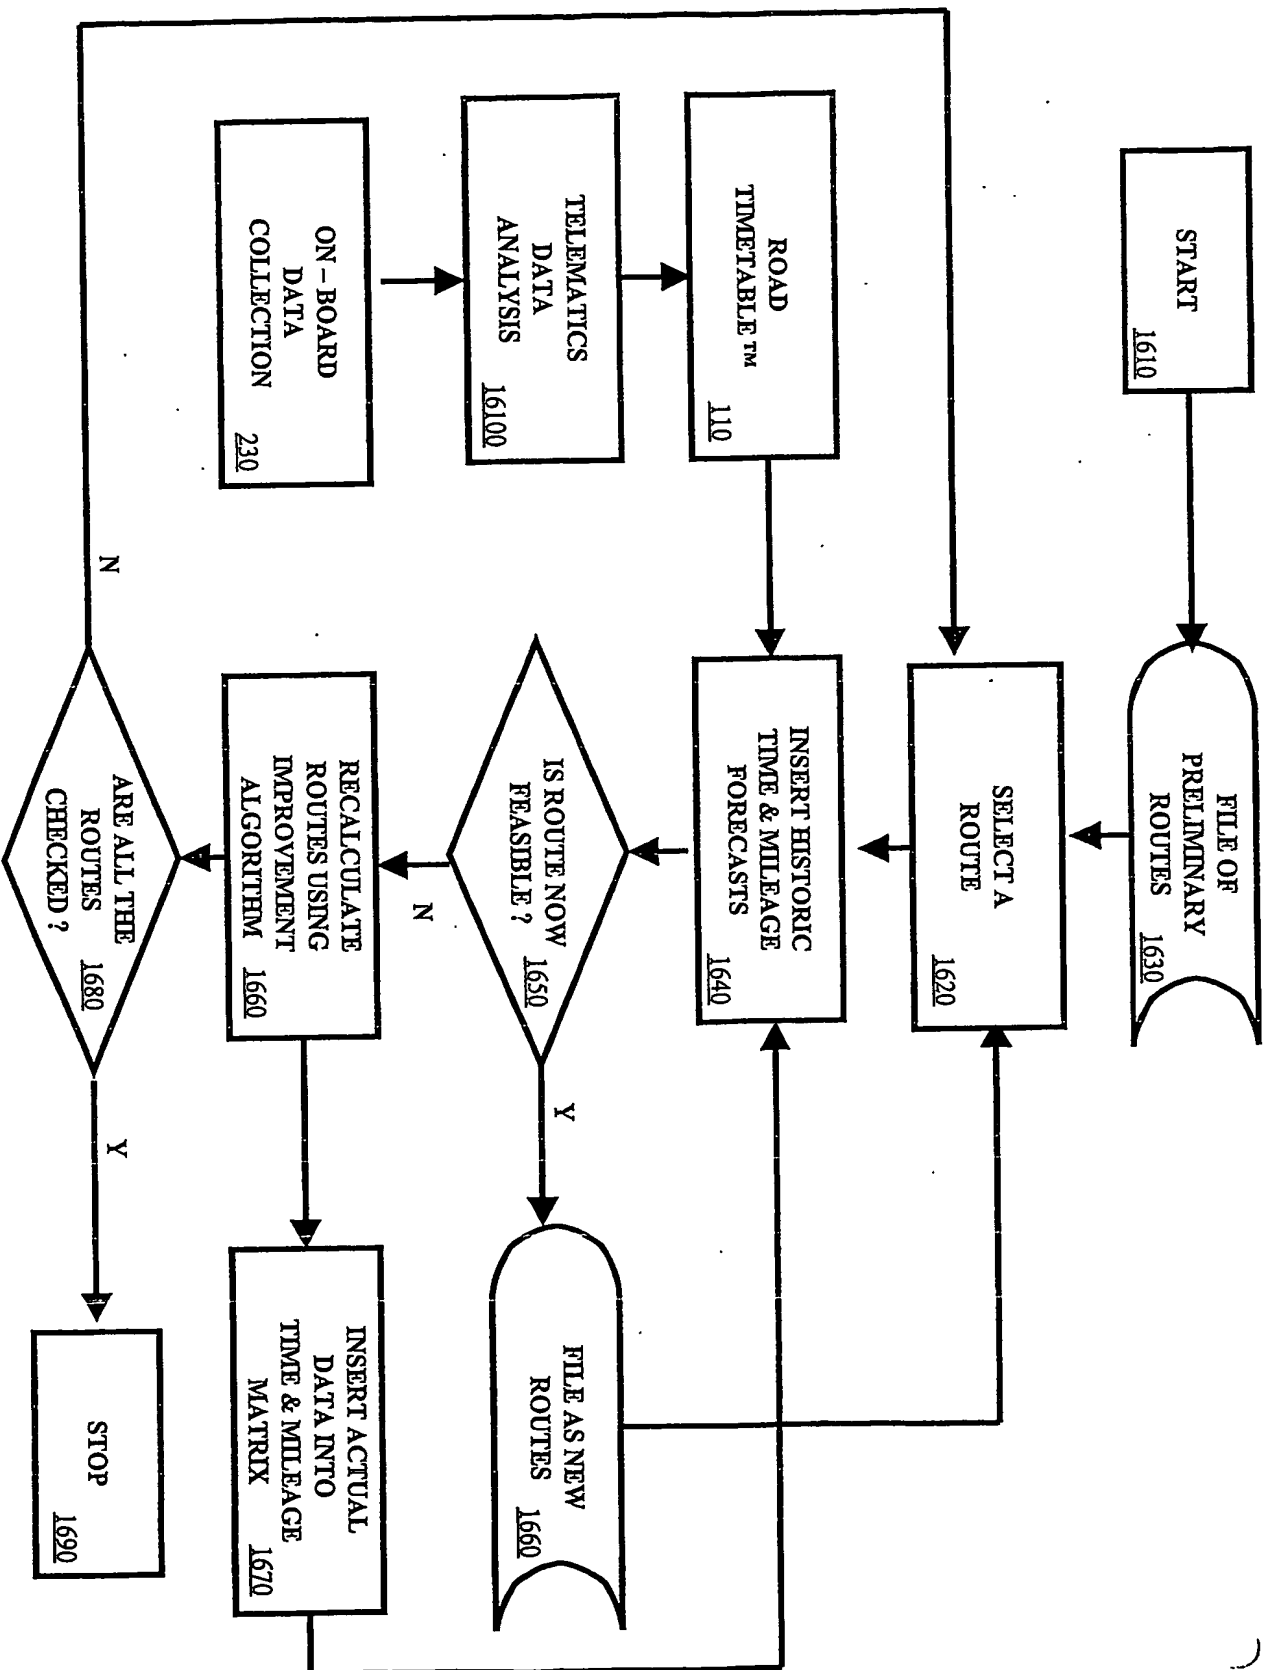 START
1610
FILE OF
PRELIMINARY
ROUTES
1630
SELECT A
ROUTE
1620
ROAD
TIMETABLE™
110
INSERT HISTORIC
TIME & MILEAGE
FORECASTS
1640
TELEMATICS
DATA
ANALYSIS
16100
IS ROUTE NOW
FEASIBLE ?
1650
Y
N
FILE AS NEW
ROUTES
1660
ON – BOARD
DATA
COLLECTION
230
RECALCULATE
ROUTES USING
IMPROVEMENT
ALGORITHM
1660
INSERT ACTUAL
DATA INTO
TIME & MILEAGE
MATRIX
1670
N
ARE ALL THE
ROUTES
CHECKED ?
1680
Y
STOP
1690